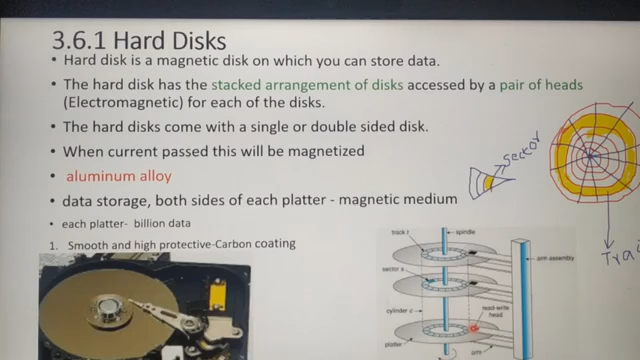 3.6.1 Hard Disks
• Hard disk is a magnetic disk on which you can store data.
• The hard disk has the stacked arrangement of disks accessed by a pair of heads
(Electromagnetic) for each of the disks.
• The hard disks come with a single or double sided disk.
• When current passed this will be magnetized
• aluminum alloy
• data storage, both sides of each platter - magnetic medium
• each platter- billion data
1. Smooth and high protective-Carbon coating
sector
track t
spindle
arm assembly
sector s
cylinder c
read-write
head
platter
arm